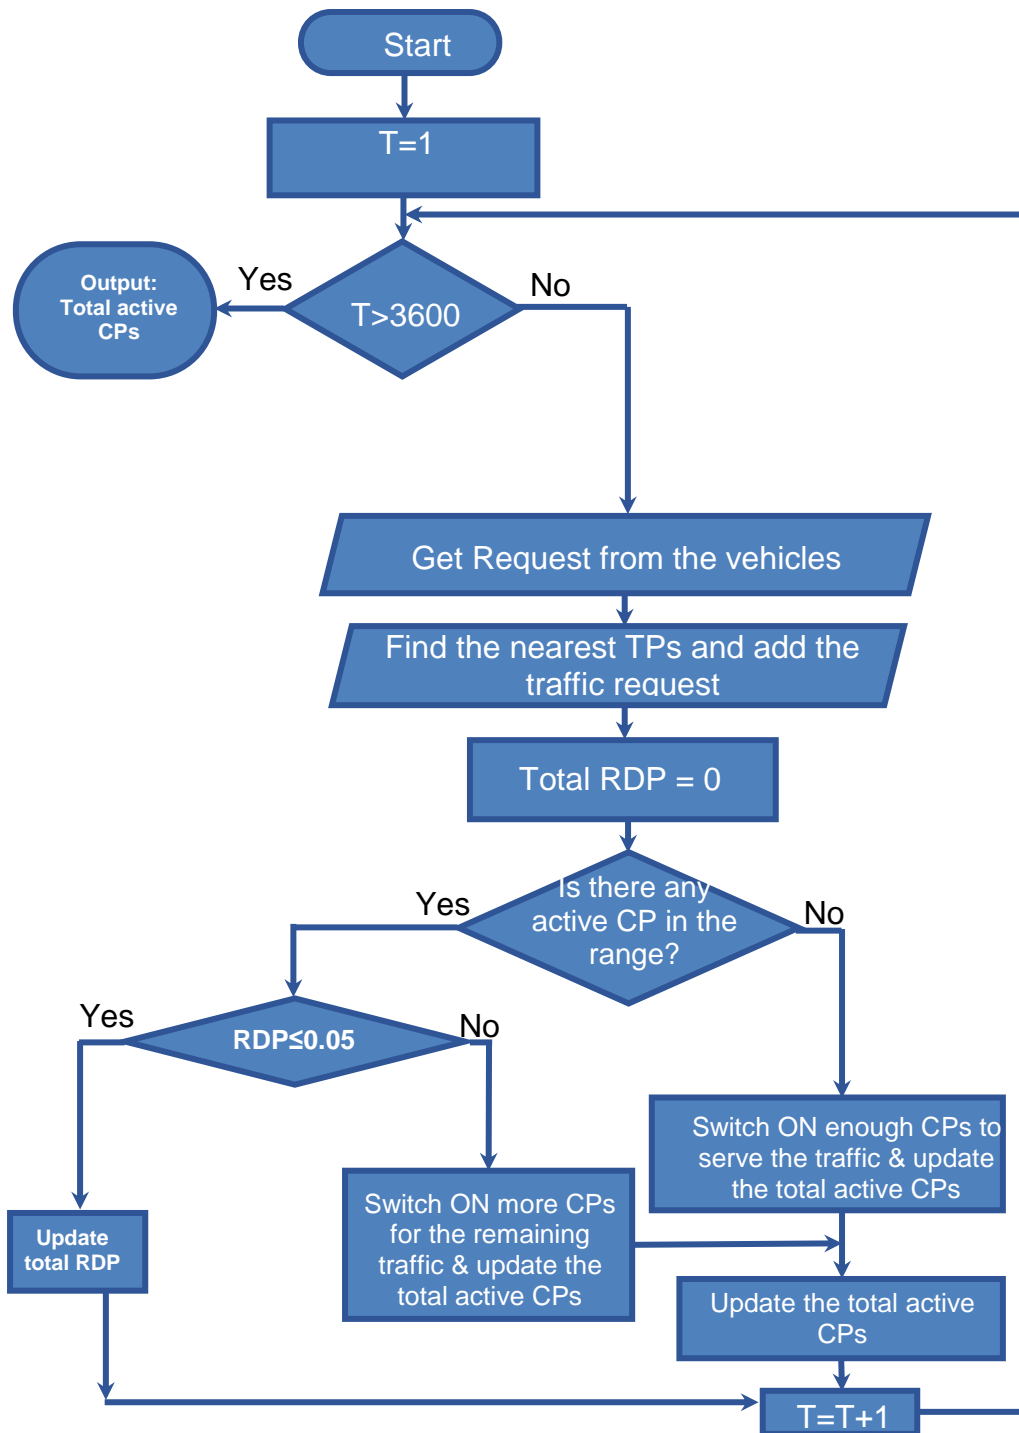 Start
T=1
Yes
No
Output:
Total active
CPs
T>3600
Get Request from the vehicles
Find the nearest TPs and add the
traffic request
Total RDP = 0
Is there any
active CP in the
range?
Yes
No
Yes
No
RDP≤0.05
Switch ON enough CPs to
serve the traffic & update
the total active CPs
Switch ON more CPs
for the remaining
traffic & update the
total active CPs
Update
total RDP
Update the total active
CPs
T=T+1